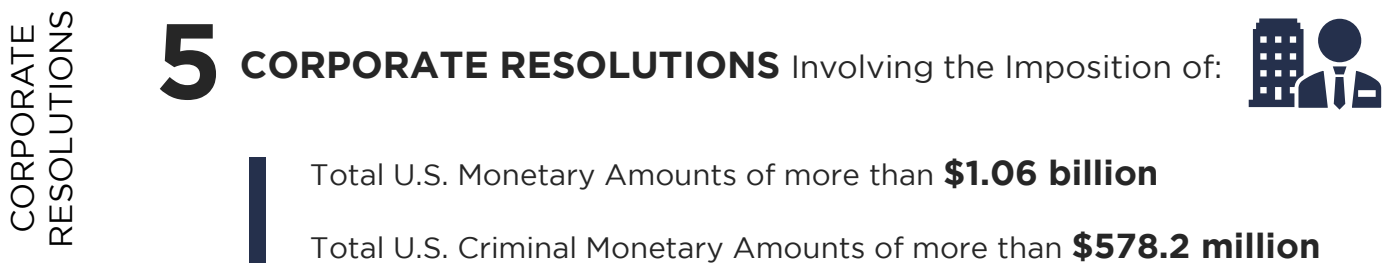 CORPORATE
RESOLUTIONS
5 CORPORATE RESOLUTIONS Involving the Imposition of:
Total U.S. Monetary Amounts of more than $1.06 billion
Total U.S. Criminal Monetary Amounts of more than $578.2 million